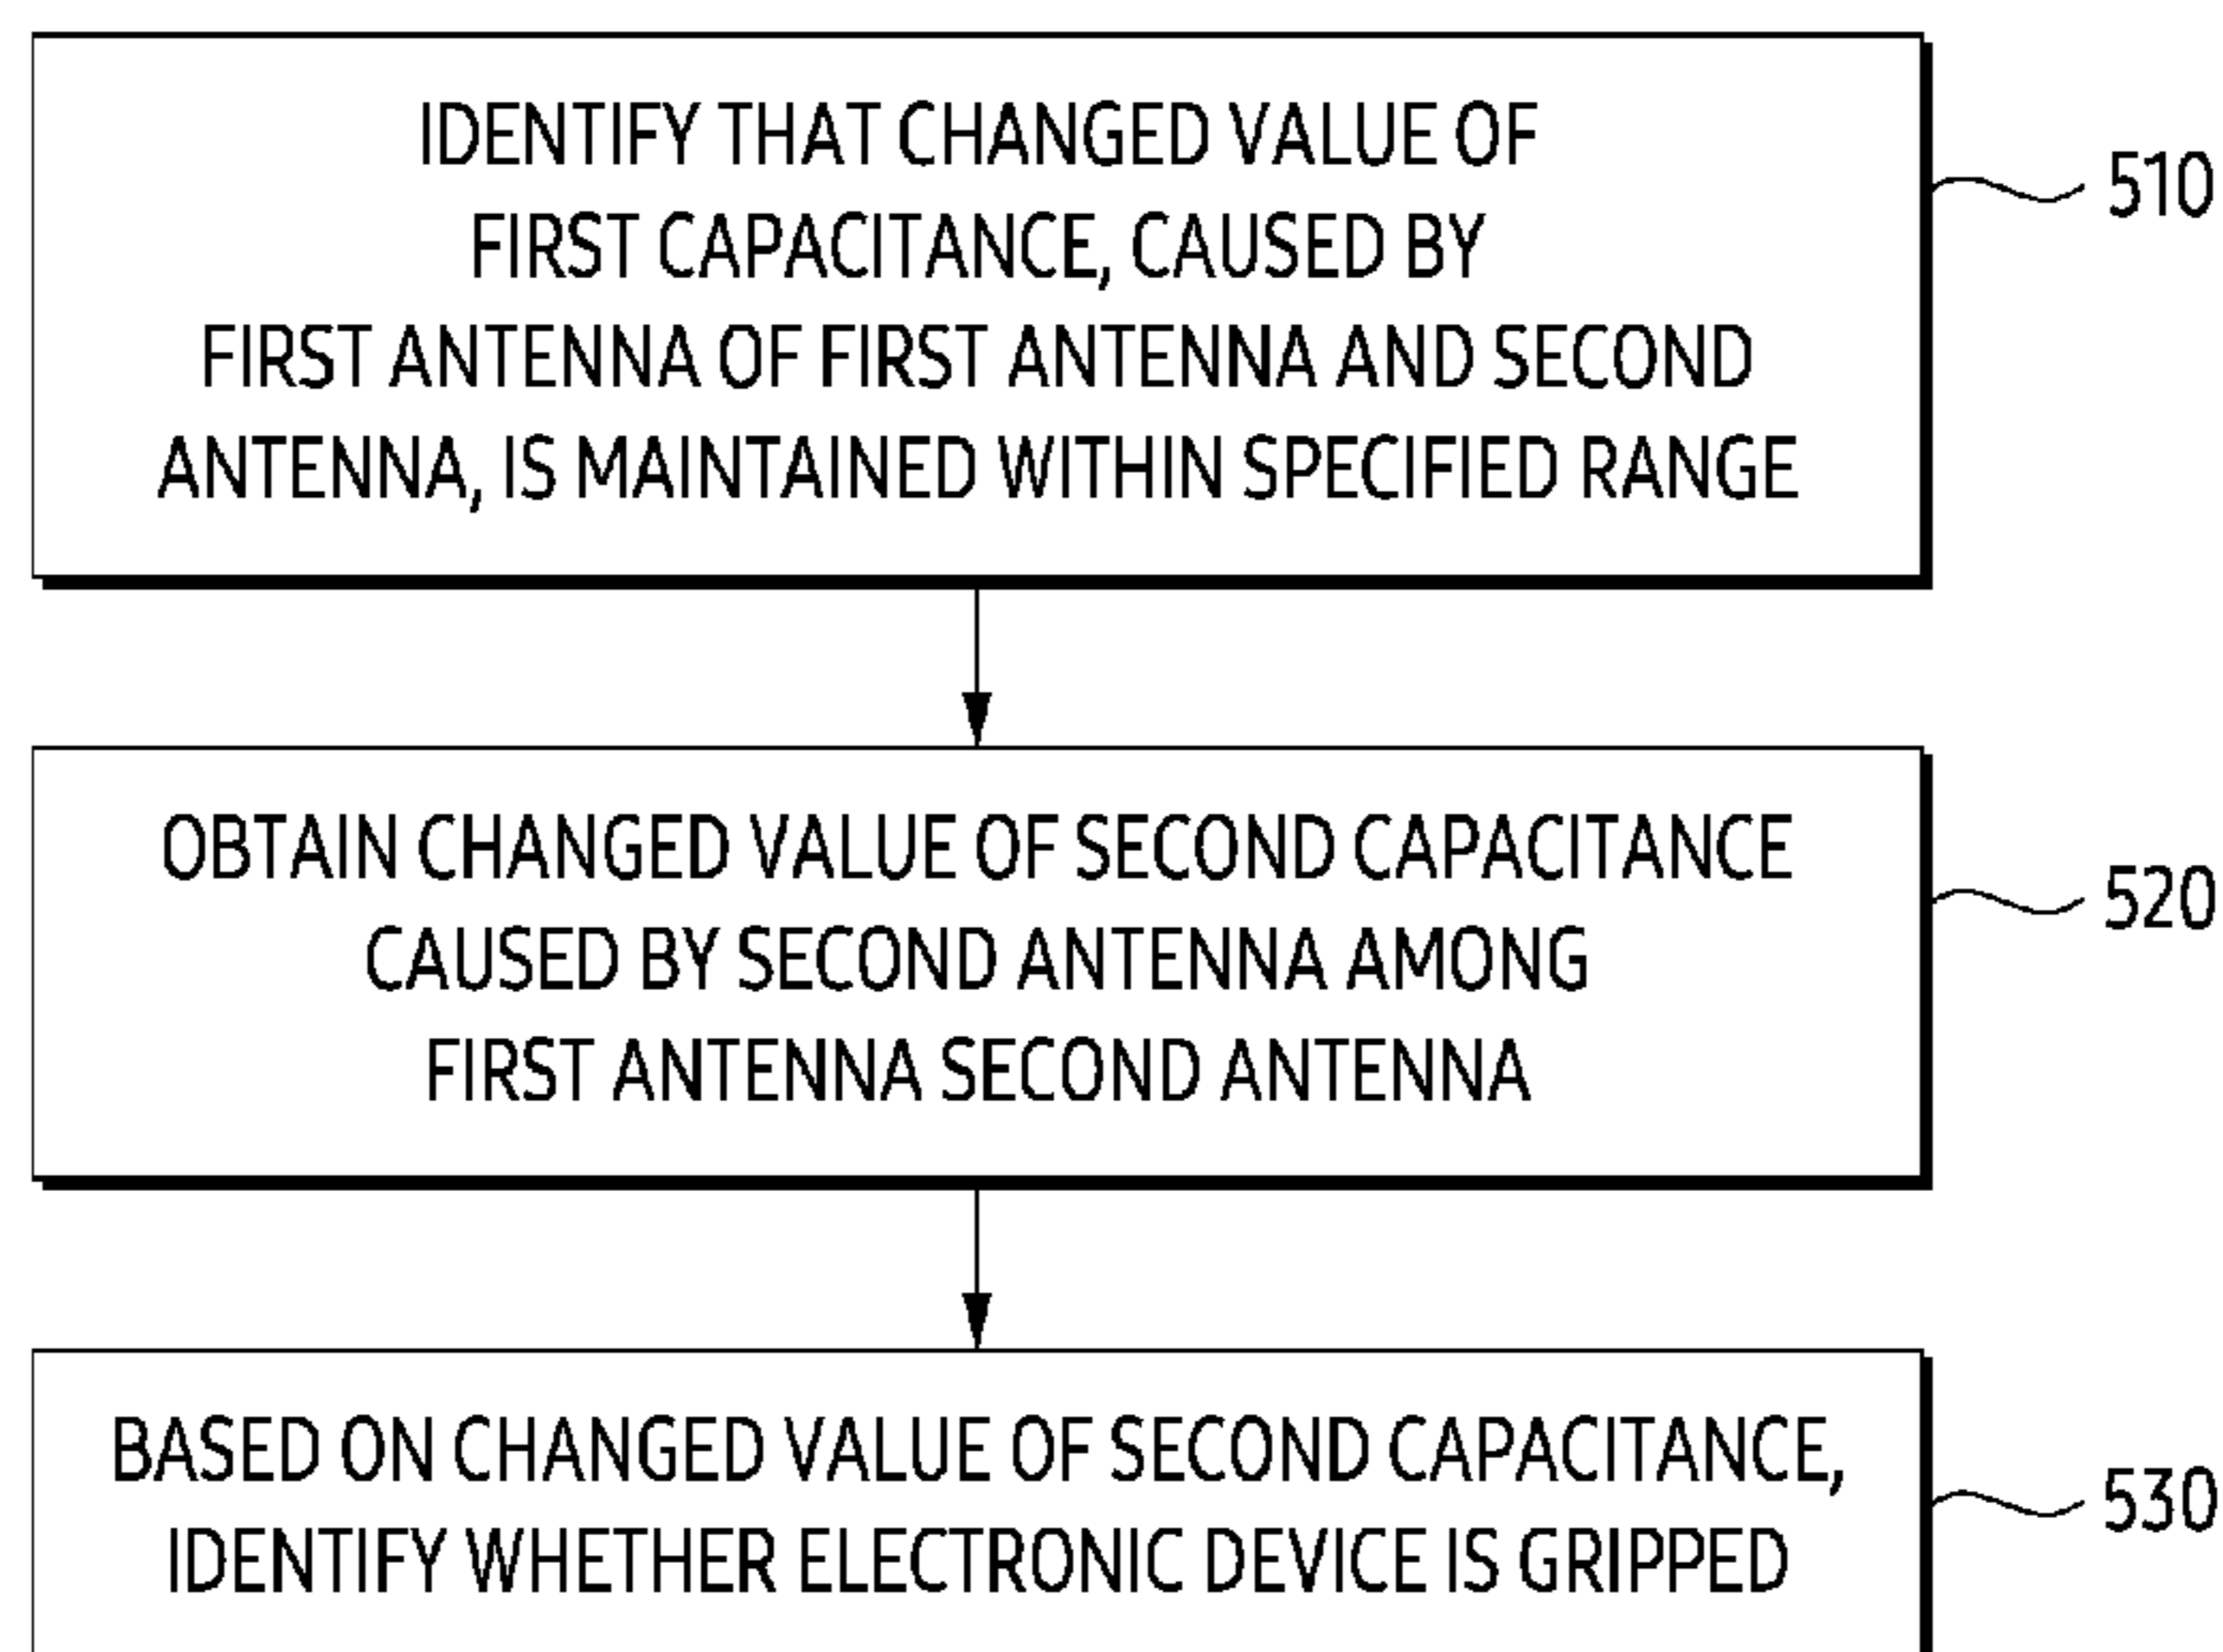 IDENTIFY THAT CHANGED VALUE OF
FIRST CAPACITANCE, CAUSED BY
FIRST ANTENNA OF FIRST ANTENNA AND SECOND
ANTENNA, IS MAINTAINED WITHIN SPECIFIED RANGE
510
OBTAIN CHANGED VALUE OF SECOND CAPACITANCE
CAUSED BY SECOND ANTENNA AMONG
FIRST ANTENNA SECOND ANTENNA
520
BASED ON CHANGED VALUE OF SECOND CAPACITANCE,
IDENTIFY WHETHER ELECTRONIC DEVICE IS GRIPPED
530